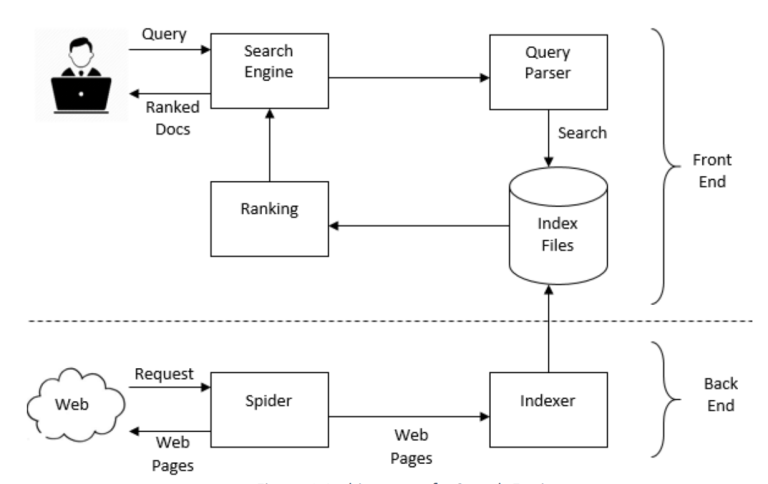 Query
Search
Engine
Query
Parser
Ranked
Docs
Search
Front
End
Ranking
Index
Files
Request
Web
Spider
Indexer
Back
End
Web
Pages
Web
Pages